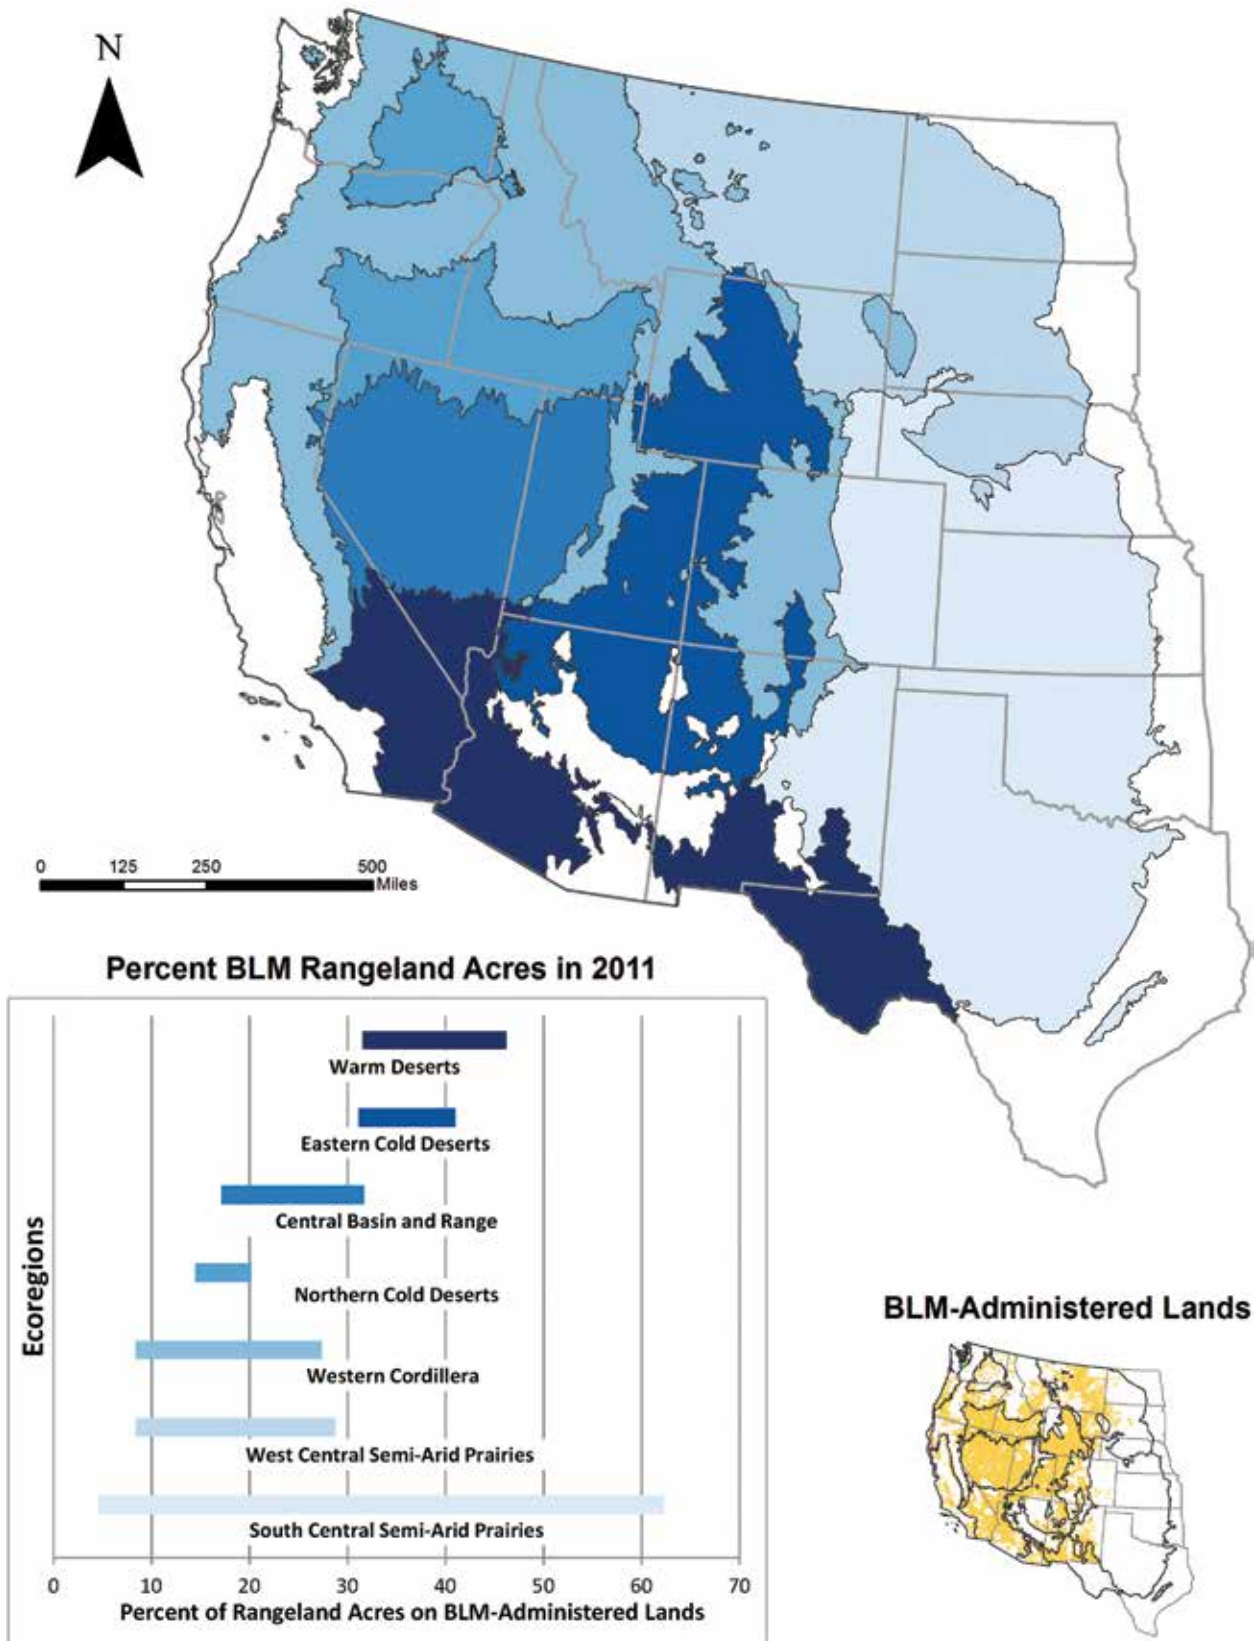 N
0 125 250 500
Miles
Percent BLM Rangeland Acres in 2011
Ecoregions
Warm Deserts
Eastern Cold Deserts
Central Basin and Range
Northern Cold Deserts
Western Cordillera
West Central Semi-Arid Prairies
South Central Semi-Arid Prairies
0 10 20 30 40 50 60 70
Percent of Rangeland Acres on BLM-Administered Lands
BLM-Administered Lands